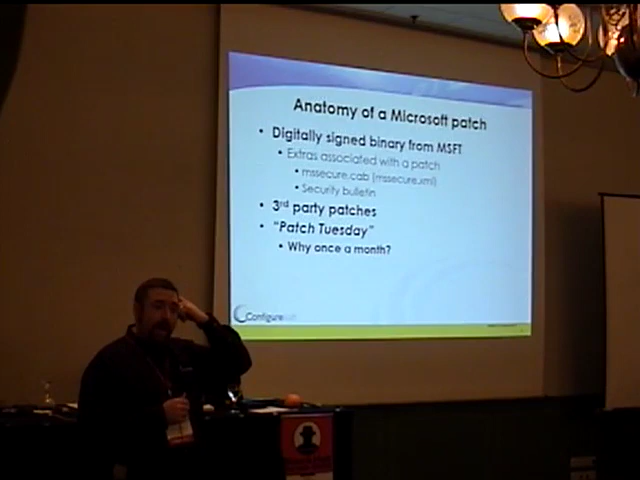 Anatomy of a Microsoft patch
• Digitally signed binary from MSFT
• Extras associated with a patch
• mssecure.cab (mssecure.xml)
• Security bulletin
• 3rd party patches
• "Patch Tuesday"
• Why once a month?
Configuresoft